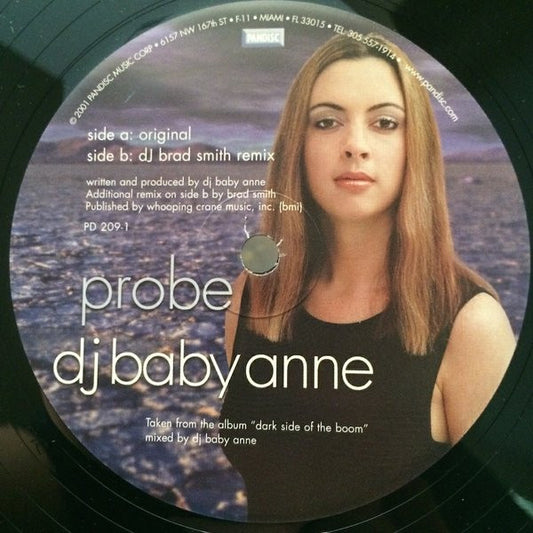 © 2001 PANDISC MUSIC CORP • 6157 NW 167th ST • F-11 • MIAMI • FL 33015 • TEL: 305 557-1914 www.pandisc.com
PANDISC
side a: original
side b: dJ brad smith remix
written and produced by dj baby anne
Additional remix on side b by brad smith
Published by whooping crane music, inc. (bmi)
PD 209-1
probe
dj baby anne
Taken from the album "dark side of the boom"
mixed by dj baby anne